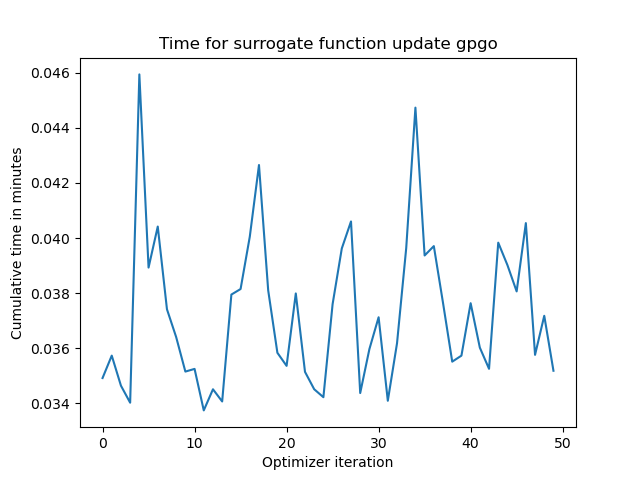 Time for surrogate function update gpgo
0.046
0.044
0.042
0.040
0.038
0.036
0.034
Cumulative time in minutes
0 10 20 30 40 50
Optimizer iteration